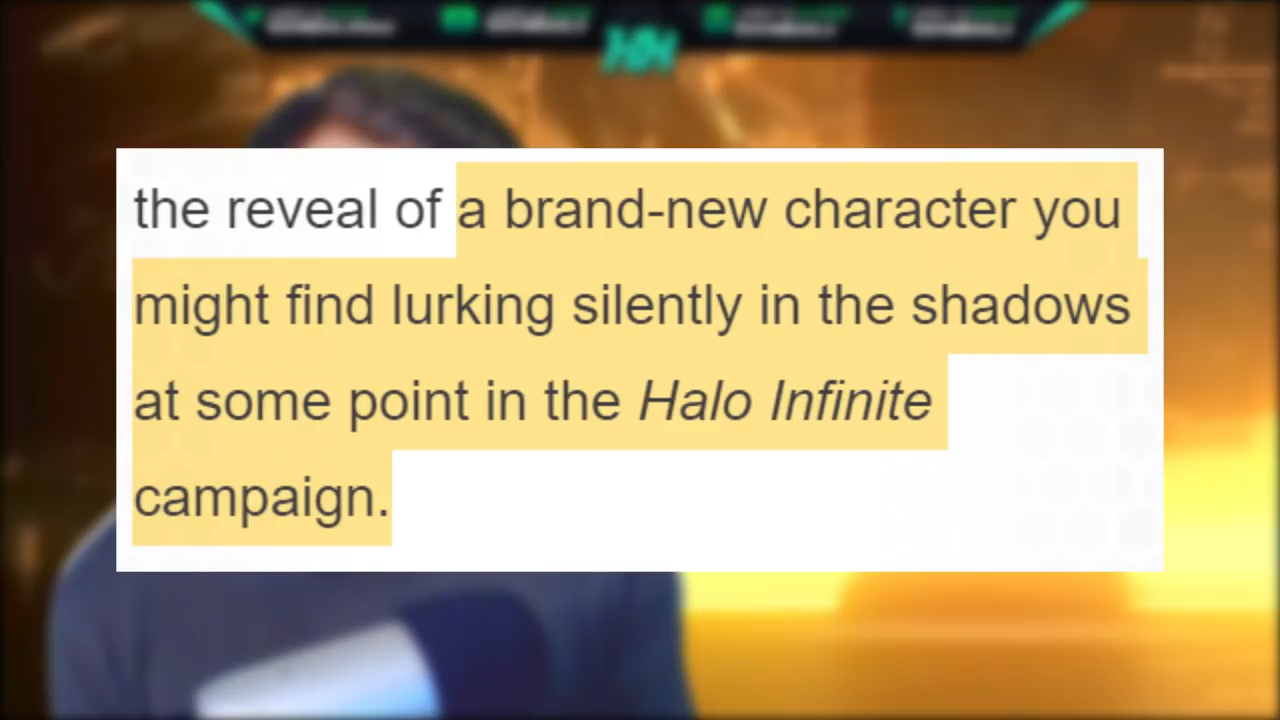 HH
the reveal of a brand-new character you
might find lurking silently in the shadows
at some point in the Halo Infinite
campaign.